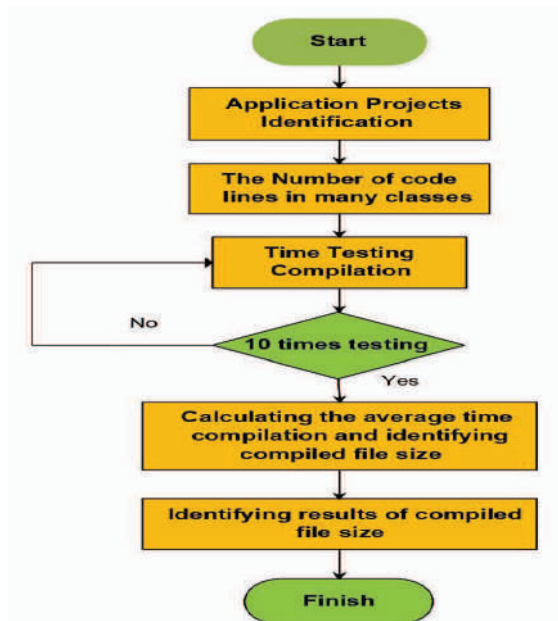 Start
Application Projects
Identification
The Number of code
lines in many classes
Time Testing
Compilation
No
10 times testing
Yes
Calculating the average time
compilation and identifying
compiled file size
Identifying results of compiled
file size
Finish